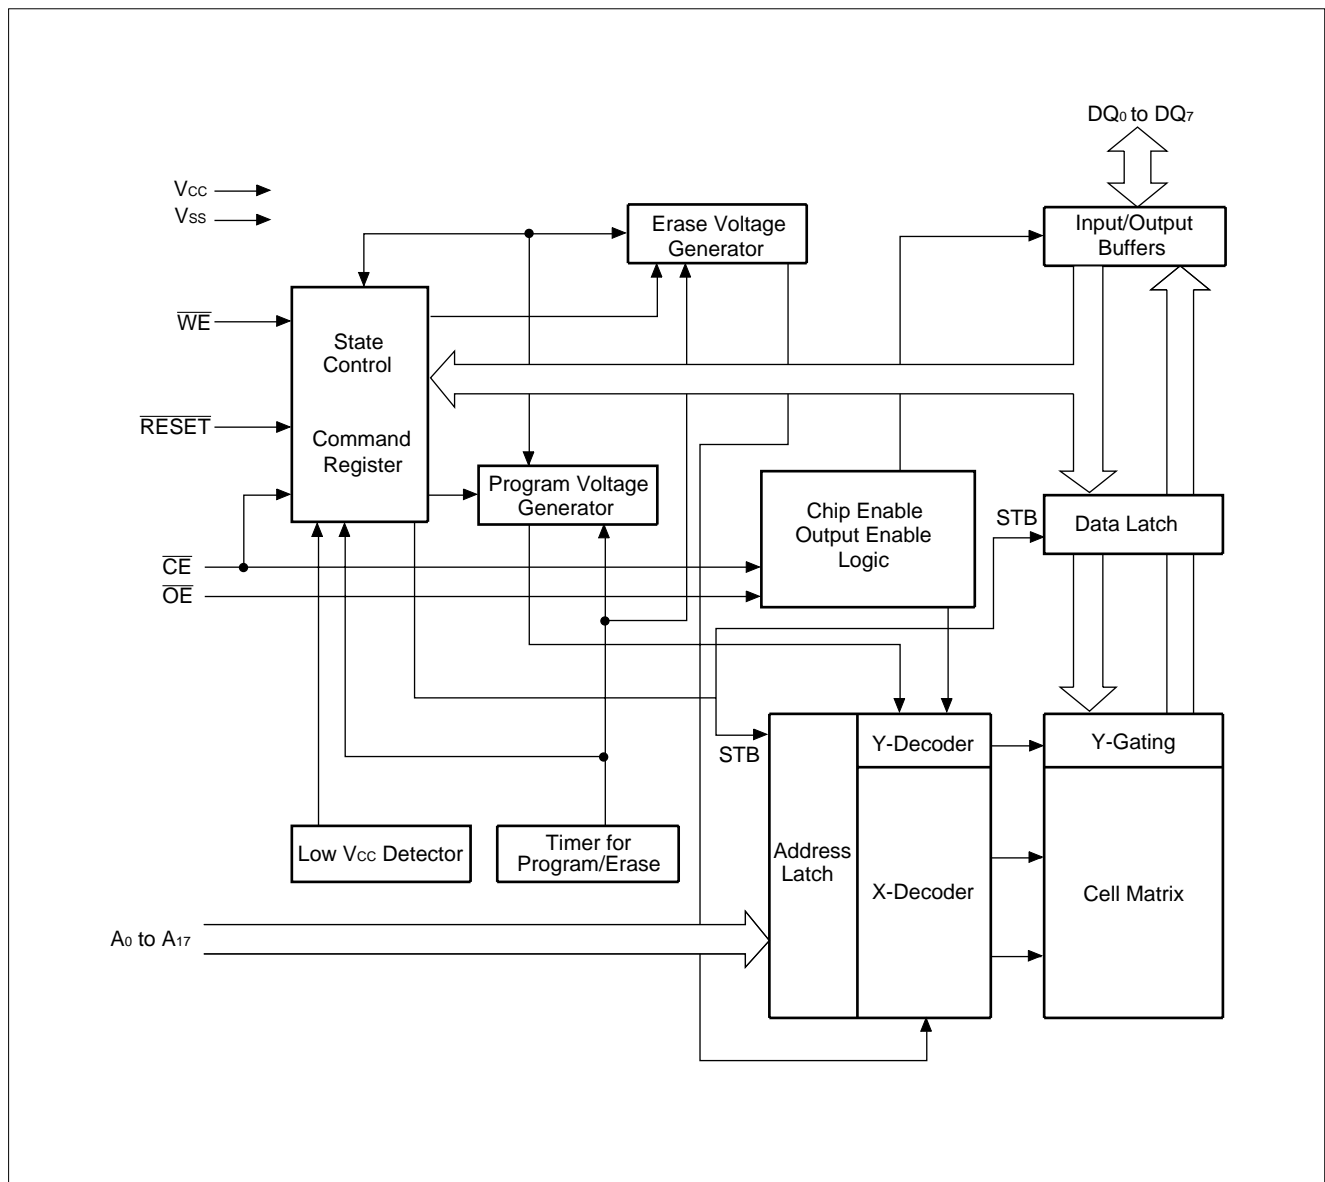 DQ0 to DQ7
VCC
VSS
Erase Voltage
Generator
Input/Output
Buffers
WE
State
Control
RESET
Command
Register
Program Voltage
Generator
Chip Enable
Output Enable
Logic
STB
Data Latch
CE
OE
STB
Y-Decoder
Y-Gating
Low VCC Detector
Timer for
Program/Erase
Address
Latch
X-Decoder
Cell Matrix
A0 to A17